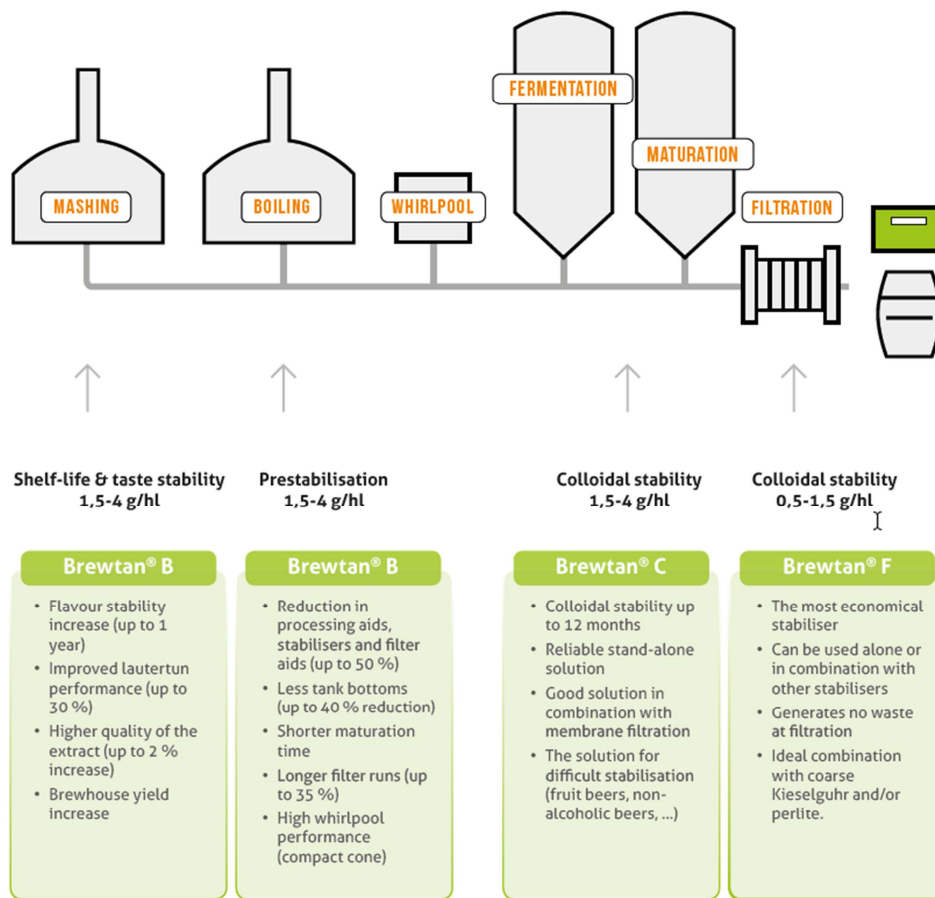 FERMENTATION
MATURATION
MASHING
BOILING
WHIRLPOOL
FILTRATION
Shelf-life & taste stability
1,5-4 g/hl
Prestabilisation
1,5-4 g/hl
Colloidal stability
1,5-4 g/hl
Colloidal stability
0,5-1,5 g/hl
Brewtan® B
• Flavour stability
increase (up to 1
year)
• Improved lautertun
performance (up to
30 %)
• Higher quality of the
extract (up to 2 %
increase)
• Brewhouse yield
increase
Brewtan® B
• Reduction in
processing aids,
stabilisers and filter
aids (up to 50 %)
• Less tank bottoms
(up to 40 % reduction)
• Shorter maturation
time
• Longer filter runs (up
to 35 %)
• High whirlpool
performance
(compact cone)
Brewtan® C
• Colloidal stability up
to 12 months
• Reliable stand-alone
solution
• Good solution in
combination with
membrane filtration
• The solution for
difficult stabilisation
(fruit beers, non-
alcoholic beers, ...)
Brewtan® F
• The most economical
stabiliser
• Can be used alone or
in combination with
other stabilisers
• Generates no waste
at filtration
• Ideal combination
with coarse
Kieselguhr and/or
perlite.